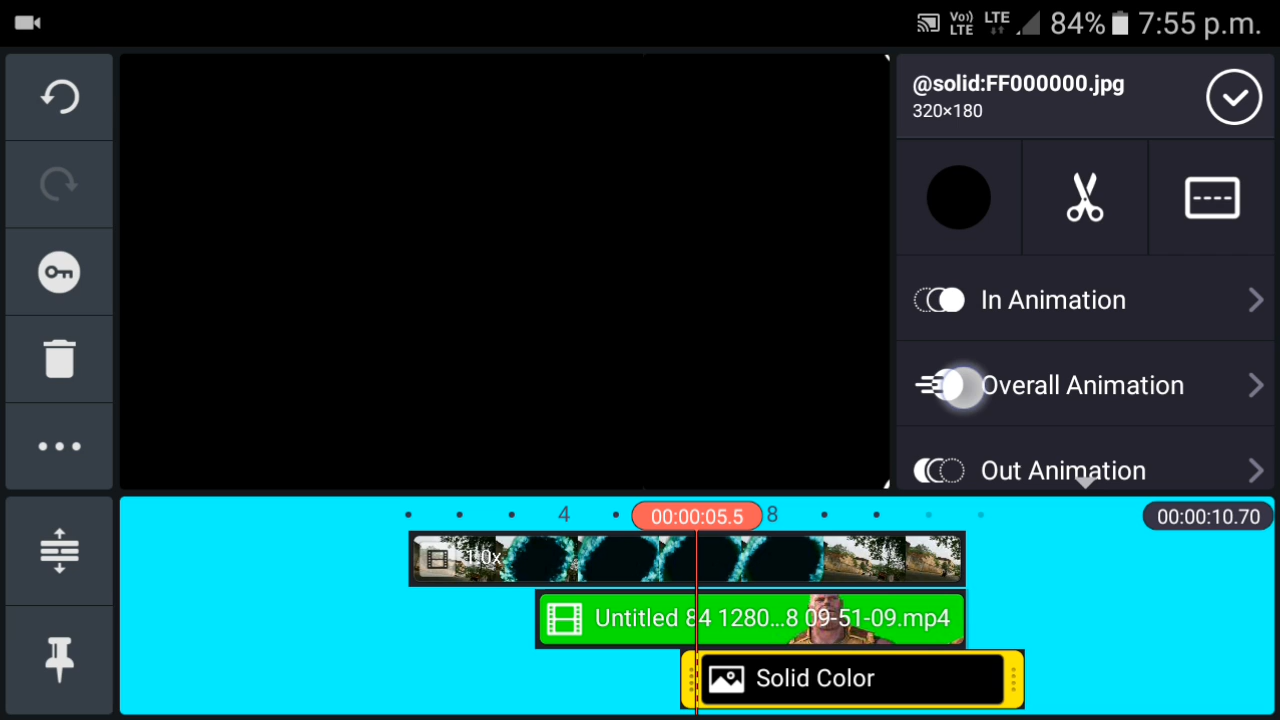 Vo) LTE LTE 84% 7:55 p.m.
@solid:FF000000.jpg
320×180
In Animation
Overall Animation
Out Animation
4 00:00:05.5 8 00:00:10.70
1.0x
Untitled 84 1280...8 09-51-09.mp4
Solid Color